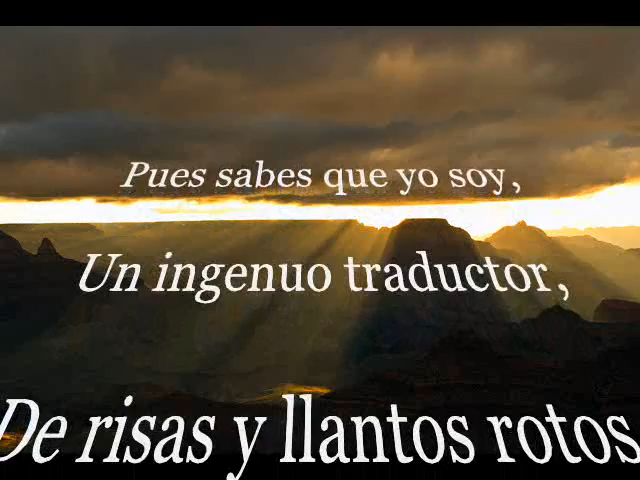 Pues sabes que yo soy,
Un ingenuo traductor,
De risas y llantos rotos